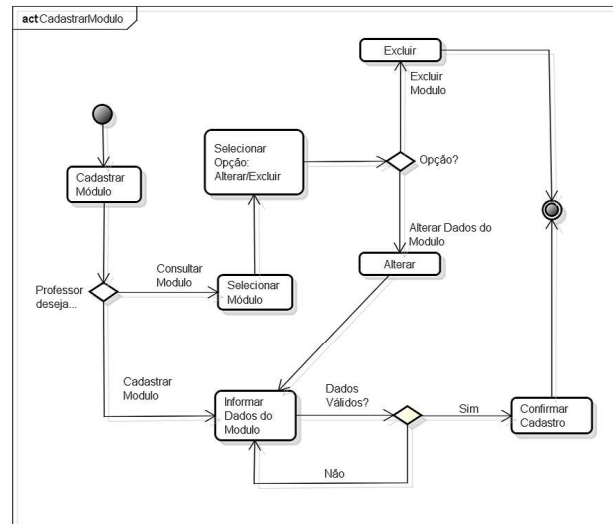 act CadastrarModulo
Excluir
Excluir
Modulo
Selecionar
Opção:
Alterar/Excluir
Opção?
Cadastrar
Módulo
Alterar Dados do
Modulo
Alterar
Consultar
Modulo
Professor
deseja...
Selecionar
Módulo
Cadastrar
Modulo
Informar
Dados do
Modulo
Dados
Válidos?
Sim
Confirmar
Cadastro
Não